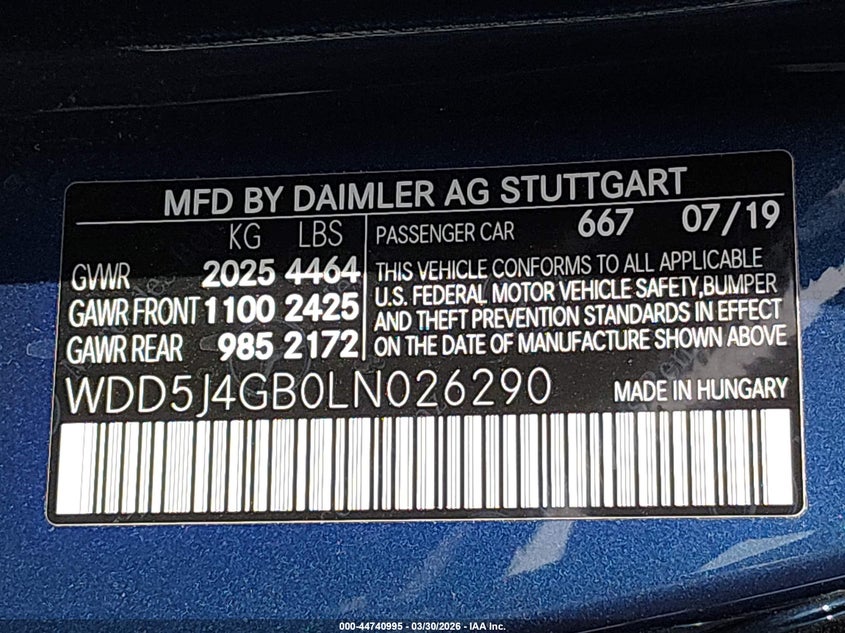 MFD BY DAIMLER AG STUTTGART
KG LBS
GVWR 2025 4464
GAWR FRONT 1100 2425
GAWR REAR 985 2172
PASSENGER CAR 667 07/19
THIS VEHICLE CONFORMS TO ALL APPLICABLE
U.S. FEDERAL MOTOR VEHICLE SAFETY,BUMPER
AND THEFT PREVENTION STANDARDS IN EFFECT
ON THE DATE OF MANUFACTURE SHOWN ABOVE
WDD5J4GB0LN026290 MADE IN HUNGARY
000-44740995 - 03/30/2026 - IAA Inc.